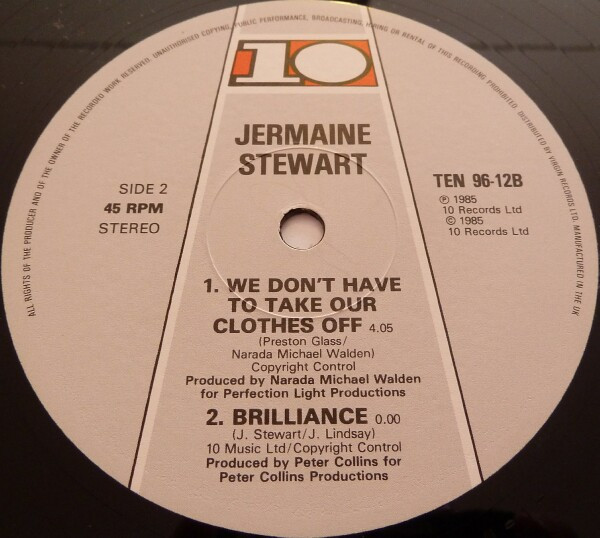 ALL RIGHTS OF THE PRODUCER AND OF THE OWNER OF THE RECORDED WORK RESERVED. UNAUTHORISED COPYING, PUBLIC PERFORMANCE, BROADCASTING, HIRING OR RENTAL OF THIS RECORDING PROHIBITED. DISTRIBUTED BY VIRGIN RECORDS LTD. MANUFACTURED IN THE UK
10
JERMAINE
STEWART
SIDE 2
45 RPM
STEREO
TEN 96-12B
℗ 1985
10 Records Ltd
© 1985
10 Records Ltd
1. WE DON'T HAVE
TO TAKE OUR
CLOTHES OFF 4.05
(Preston Glass/
Narada Michael Walden)
Copyright Control
Produced by Narada Michael Walden
for Perfection Light Productions
2. BRILLIANCE 0.00
(J. Stewart/J. Lindsay)
10 Music Ltd/Copyright Control
Produced by Peter Collins for
Peter Collins Productions